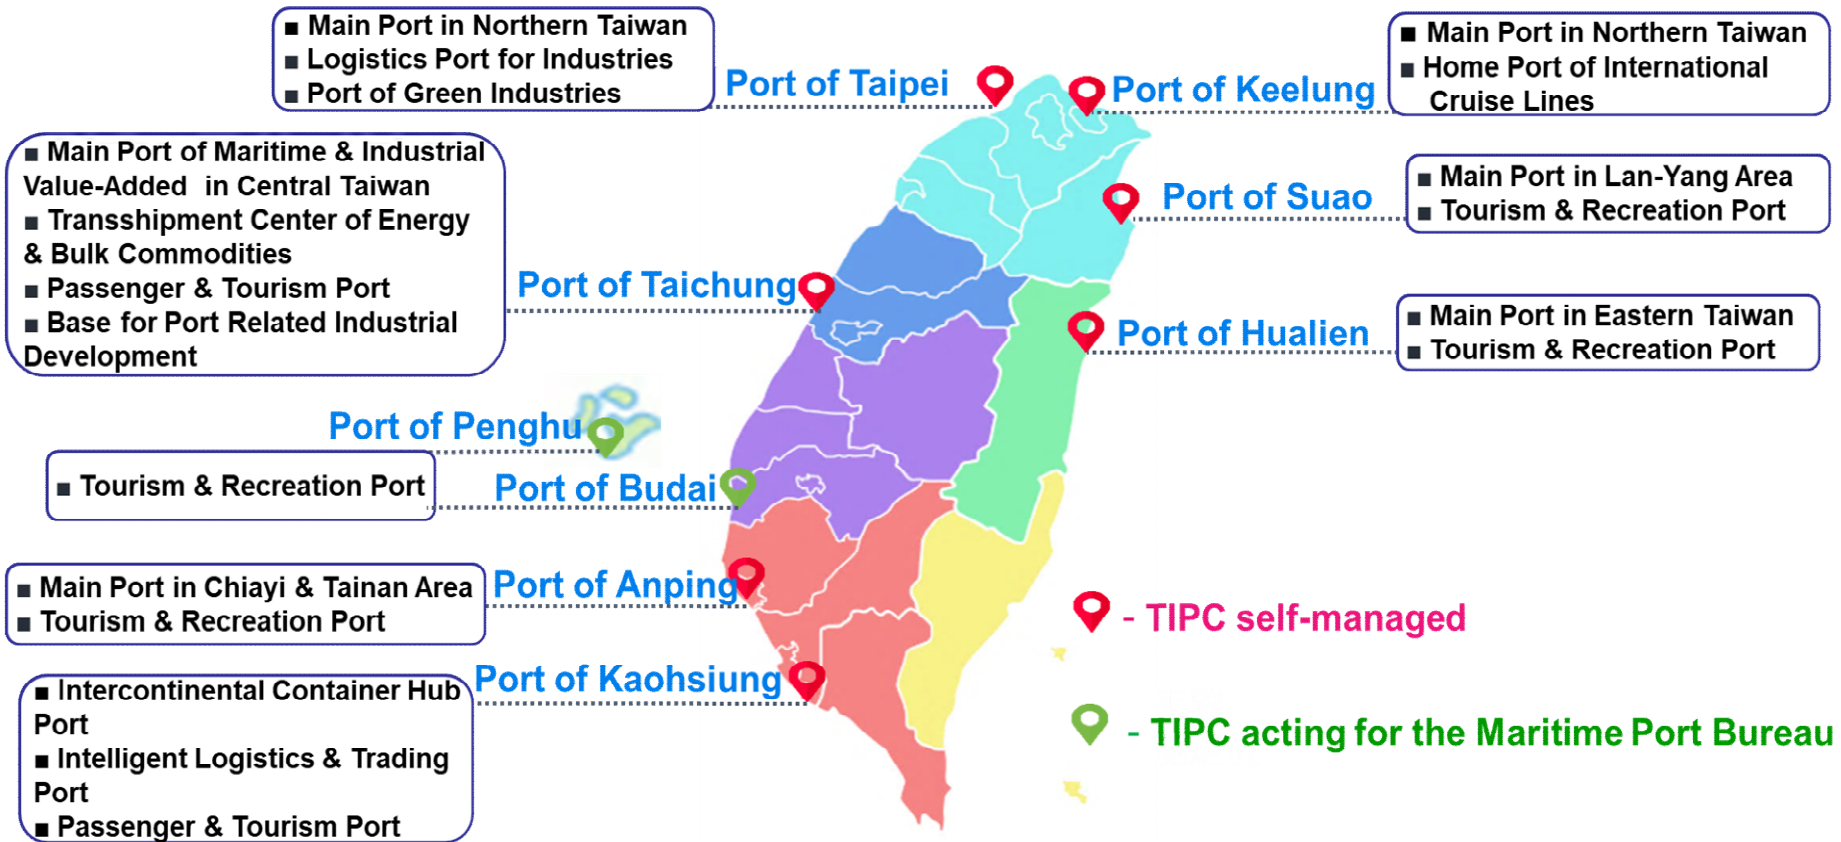 ■ Main Port in Northern Taiwan
■ Logistics Port for Industries
■ Port of Green Industries
Port of Taipei
Port of Keelung
■ Main Port in Northern Taiwan
■ Home Port of International
Cruise Lines
■ Main Port of Maritime & Industrial
Value-Added in Central Taiwan
■ Transshipment Center of Energy
& Bulk Commodities
■ Passenger & Tourism Port
■ Base for Port Related Industrial
Development
Port of Taichung
Port of Suao
■ Main Port in Lan-Yang Area
■ Tourism & Recreation Port
Port of Hualien
■ Main Port in Eastern Taiwan
■ Tourism & Recreation Port
Port of Penghu
■ Tourism & Recreation Port
Port of Budai
■ Main Port in Chiayi & Tainan Area
■ Tourism & Recreation Port
Port of Anping
■ Intercontinental Container Hub
Port
■ Intelligent Logistics & Trading
Port
■ Passenger & Tourism Port
Port of Kaohsiung
- TIPC self-managed
- TIPC acting for the Maritime Port Bureau